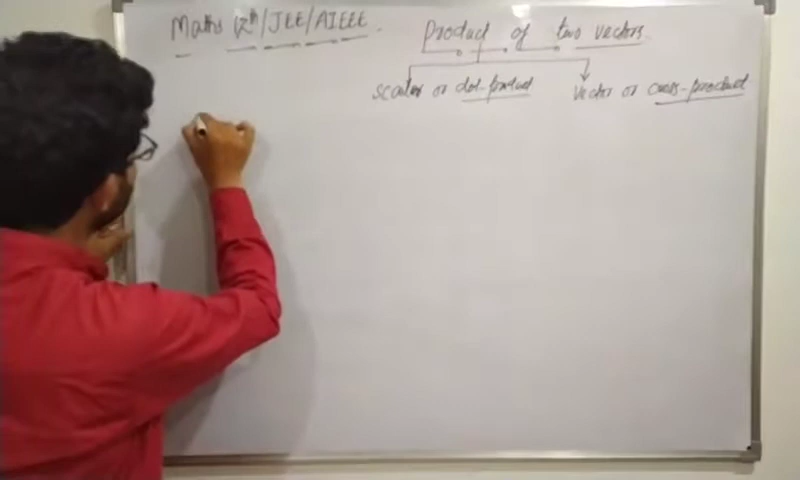 Maths 12th/JEE/AIEEE.
Product of two vectors.
scalar or dot-product
vector or cross-product